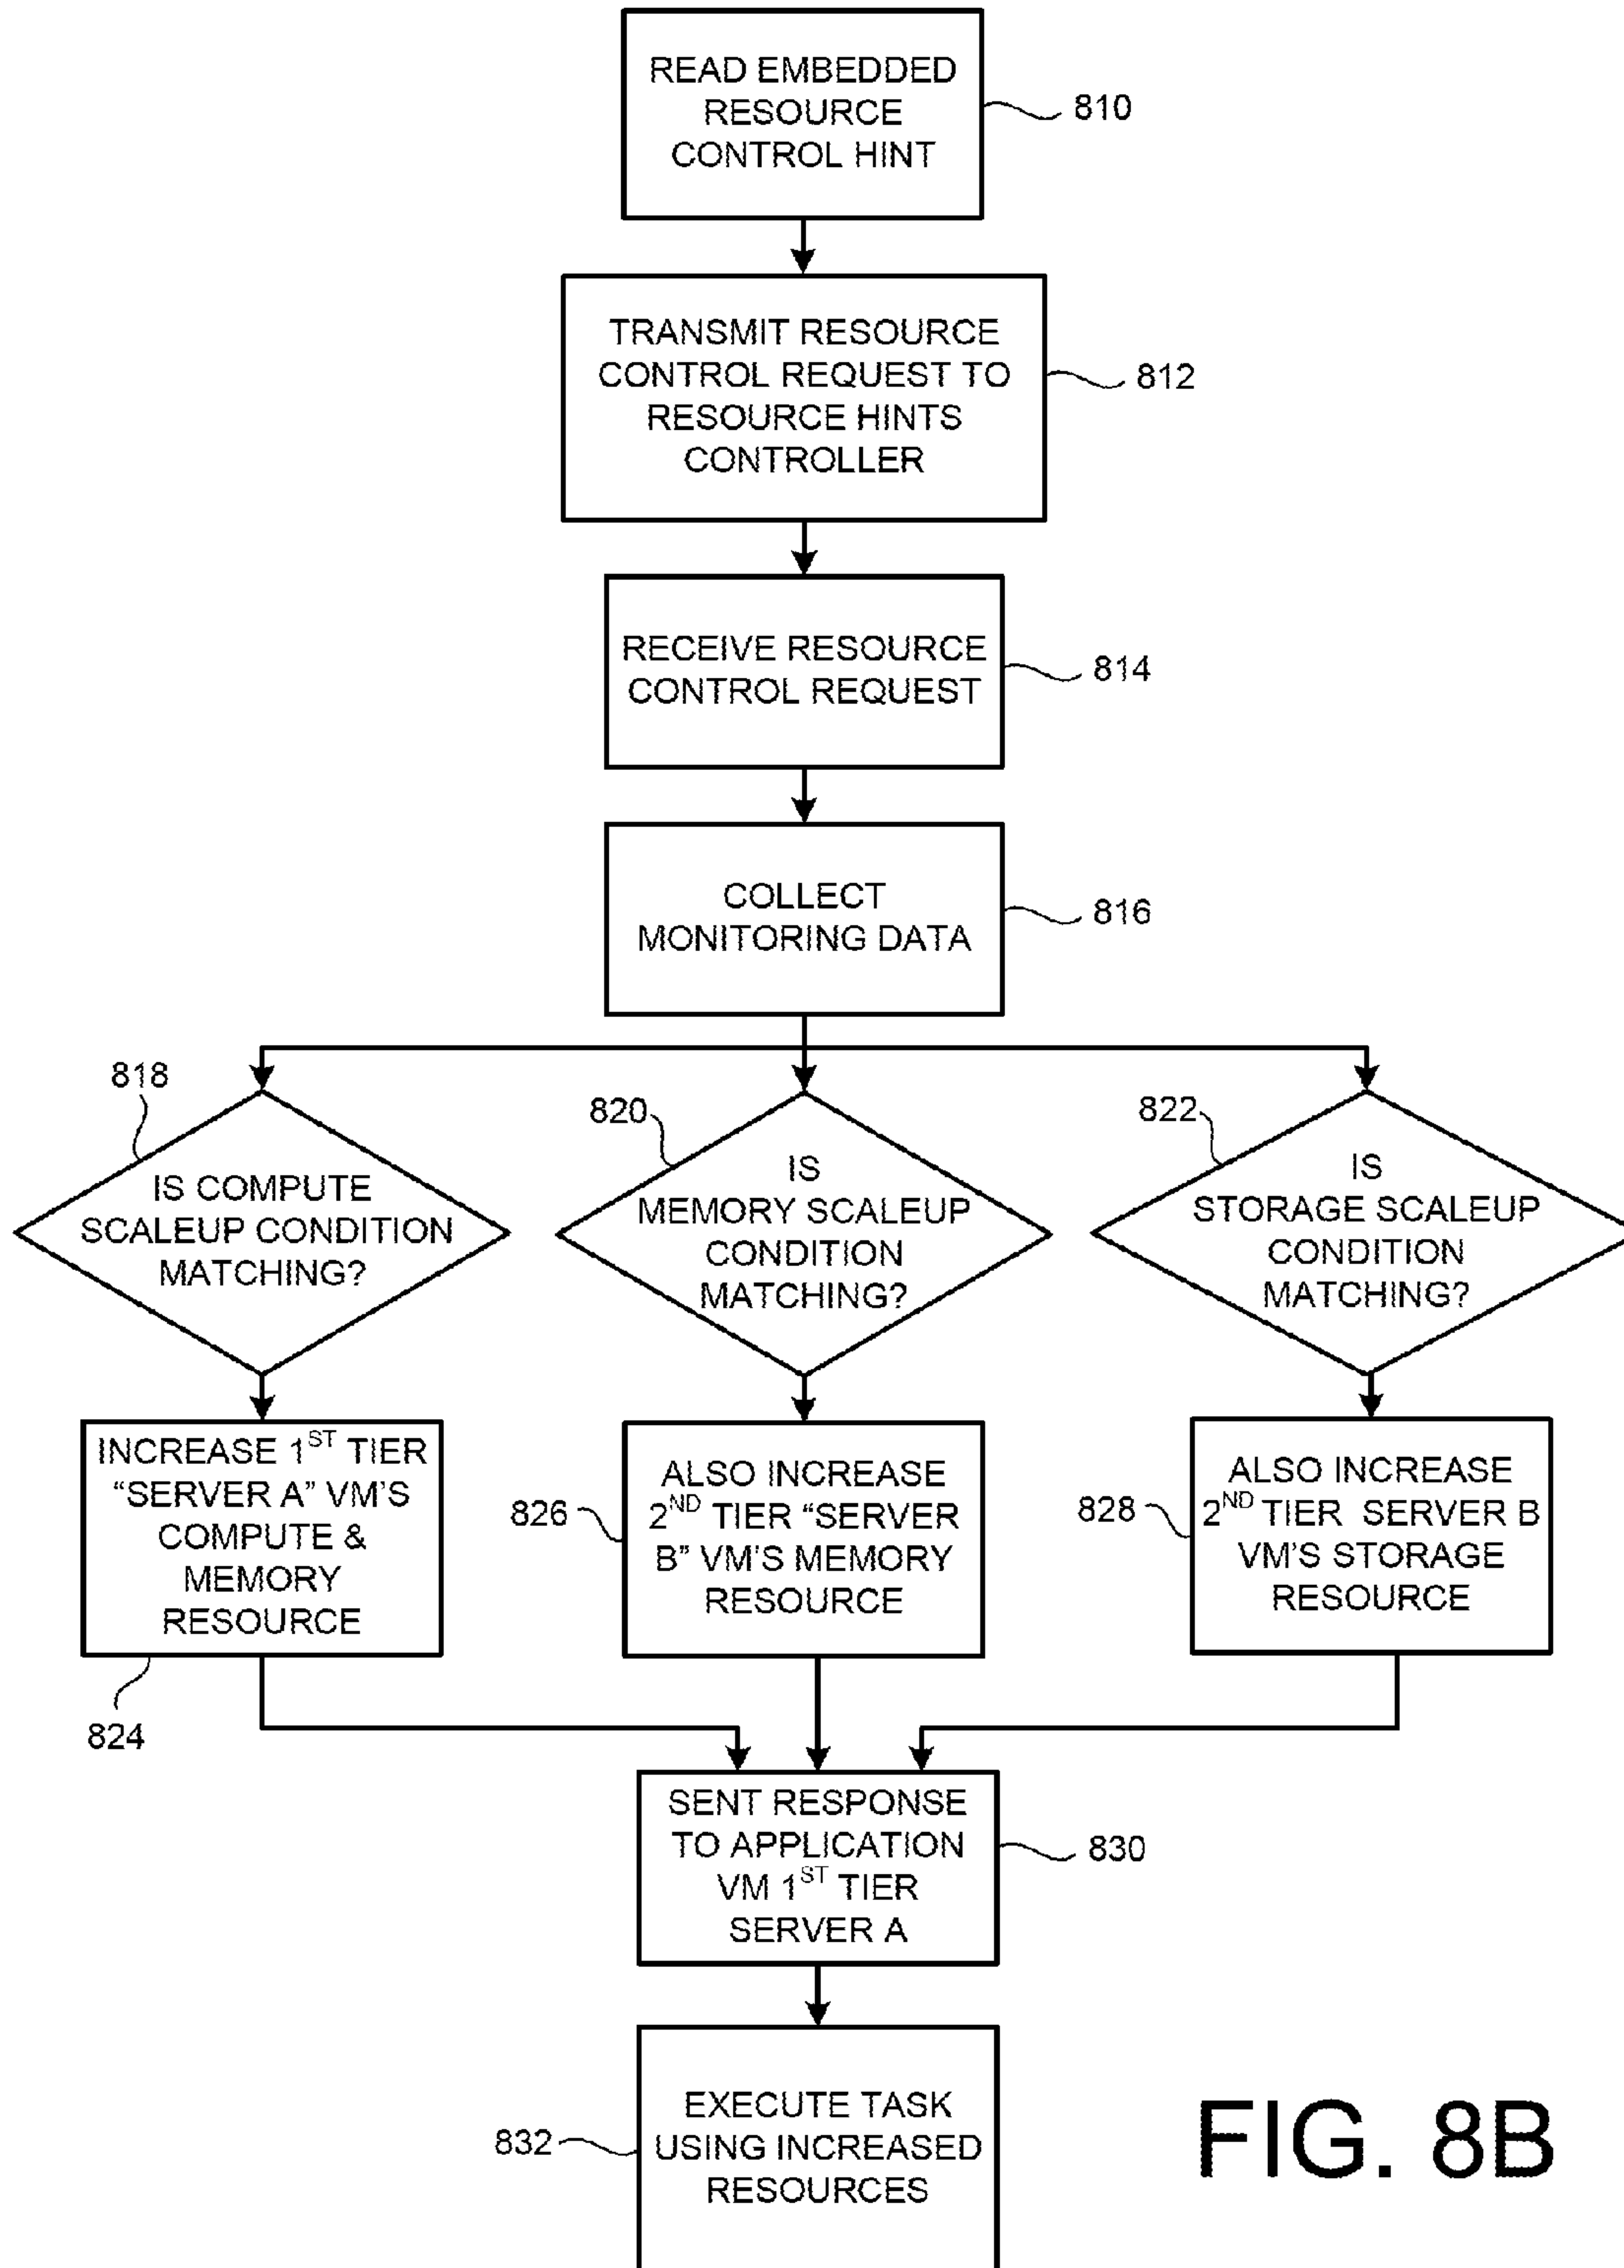 READ EMBEDDED
RESOURCE
CONTROL HINT
810
TRANSMIT RESOURCE
CONTROL REQUEST TO
RESOURCE HINTS
CONTROLLER
812
RECEIVE RESOURCE
CONTROL REQUEST
814
COLLECT
MONITORING DATA
816
818
IS COMPUTE
SCALEUP CONDITION
MATCHING?
820
IS
MEMORY SCALEUP
CONDITION
MATCHING?
822
IS
STORAGE SCALEUP
CONDITION
MATCHING?
INCREASE 1ST TIER
“SERVER A” VM'S
COMPUTE &
MEMORY
RESOURCE
824
826
ALSO INCREASE
2ND TIER “SERVER
B” VM'S MEMORY
RESOURCE
828
ALSO INCREASE
2ND TIER SERVER B
VM'S STORAGE
RESOURCE
SENT RESPONSE
TO APPLICATION
VM 1ST TIER
SERVER A
830
832
EXECUTE TASK
USING INCREASED
RESOURCES
FIG. 8B